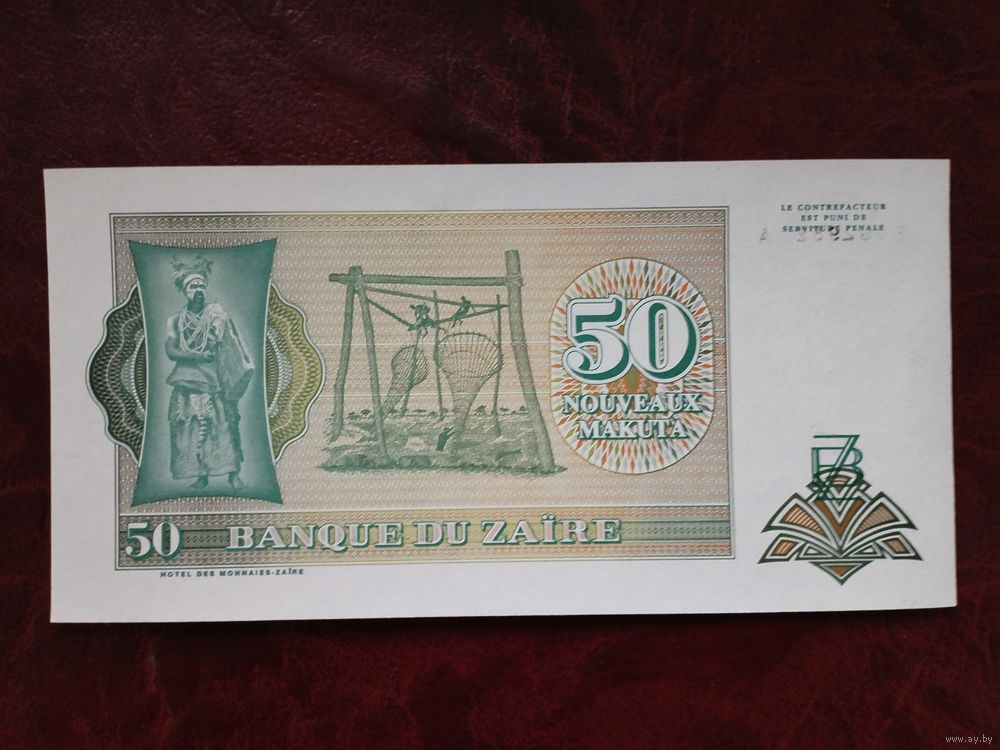 LE CONTREFACTEUR
EST PUNI DE
SERVITUDE PENALE
50
NOUVEAUX
MAKUTA
50 BANQUE DU ZAÏRE
HOTEL DES MONNAIES-ZAÏRE
www.ay.by